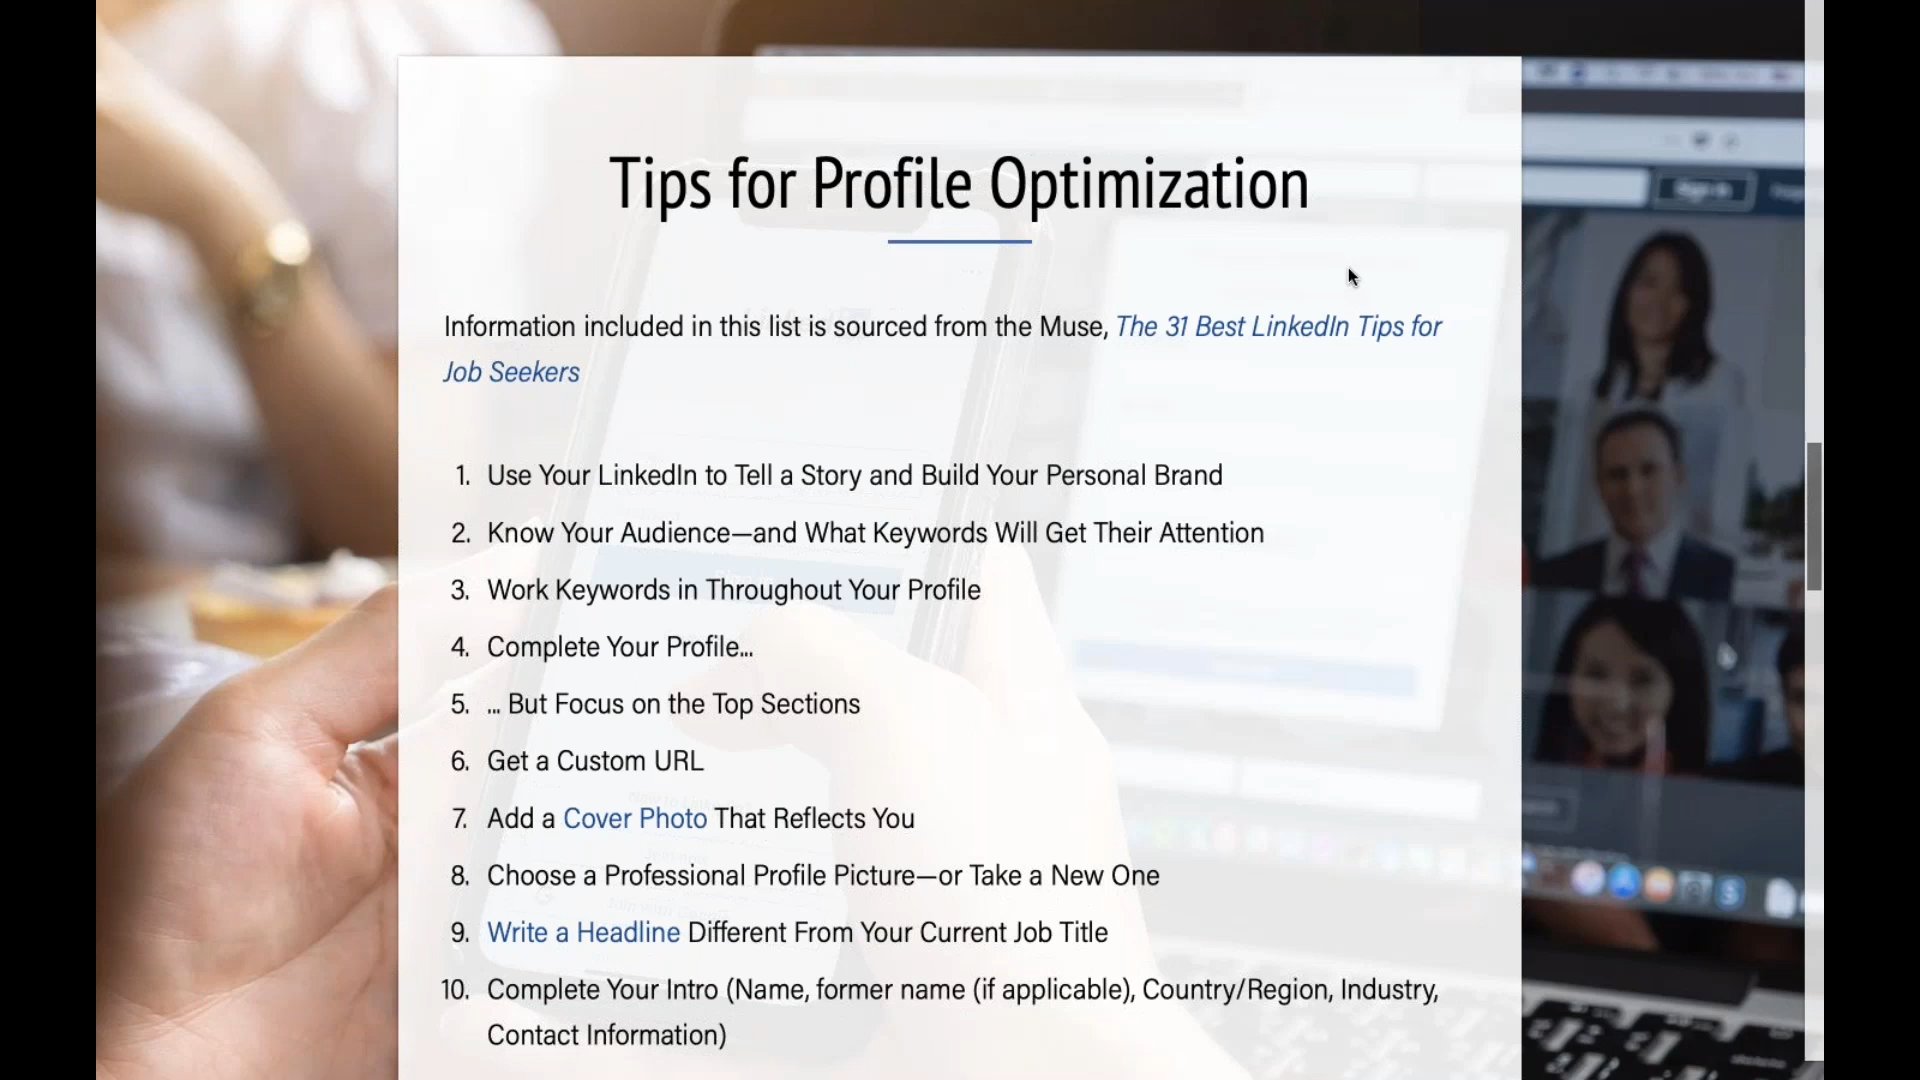 Tips for Profile Optimization
Information included in this list is sourced from the Muse, The 31 Best LinkedIn Tips for
Job Seekers
1. Use Your LinkedIn to Tell a Story and Build Your Personal Brand
2. Know Your Audience—and What Keywords Will Get Their Attention
3. Work Keywords in Throughout Your Profile
4. Complete Your Profile...
5. ... But Focus on the Top Sections
6. Get a Custom URL
7. Add a Cover Photo That Reflects You
8. Choose a Professional Profile Picture—or Take a New One
9. Write a Headline Different From Your Current Job Title
10. Complete Your Intro (Name, former name (if applicable), Country/Region, Industry,
Contact Information)